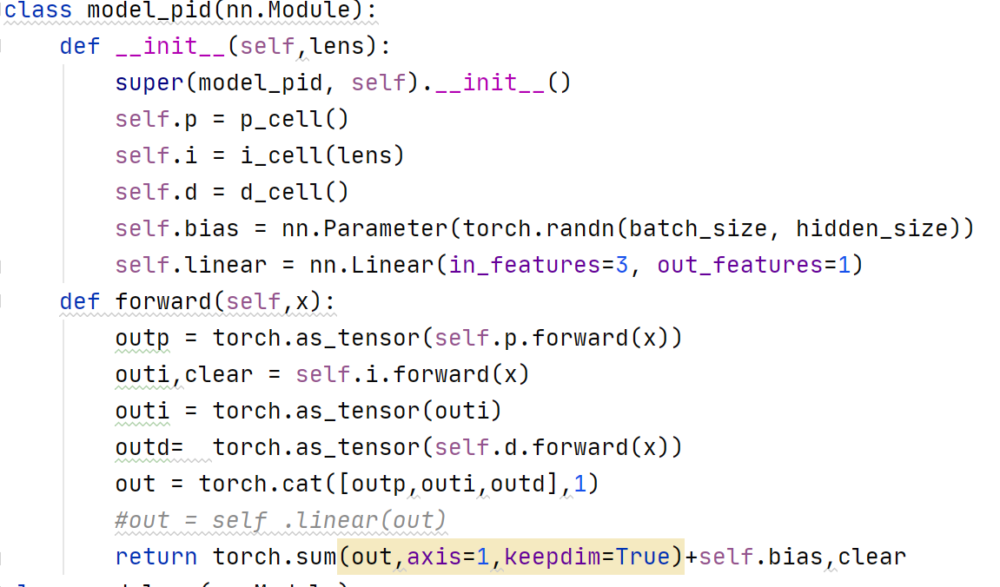 class model_pid(nn.Module):
    def __init__(self,lens):
        super(model_pid, self).__init__()
        self.p = p_cell()
        self.i = i_cell(lens)
        self.d = d_cell()
        self.bias = nn.Parameter(torch.randn(batch_size, hidden_size))
        self.linear = nn.Linear(in_features=3, out_features=1)
    def forward(self,x):
        outp = torch.as_tensor(self.p.forward(x))
        outi,clear = self.i.forward(x)
        outi = torch.as_tensor(outi)
        outd=  torch.as_tensor(self.d.forward(x))
        out = torch.cat([outp,outi,outd],1)
        #out = self .linear(out)
        return torch.sum(out,axis=1,keepdim=True)+self.bias,clear